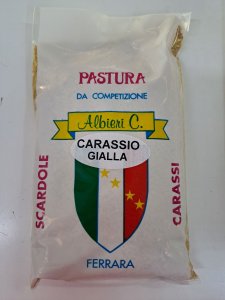 PASTURA
DA COMPETIZIONE
Albieri C.
CARASSIO
GIALLA
SCARDOLE
CARASSI
FERRARA